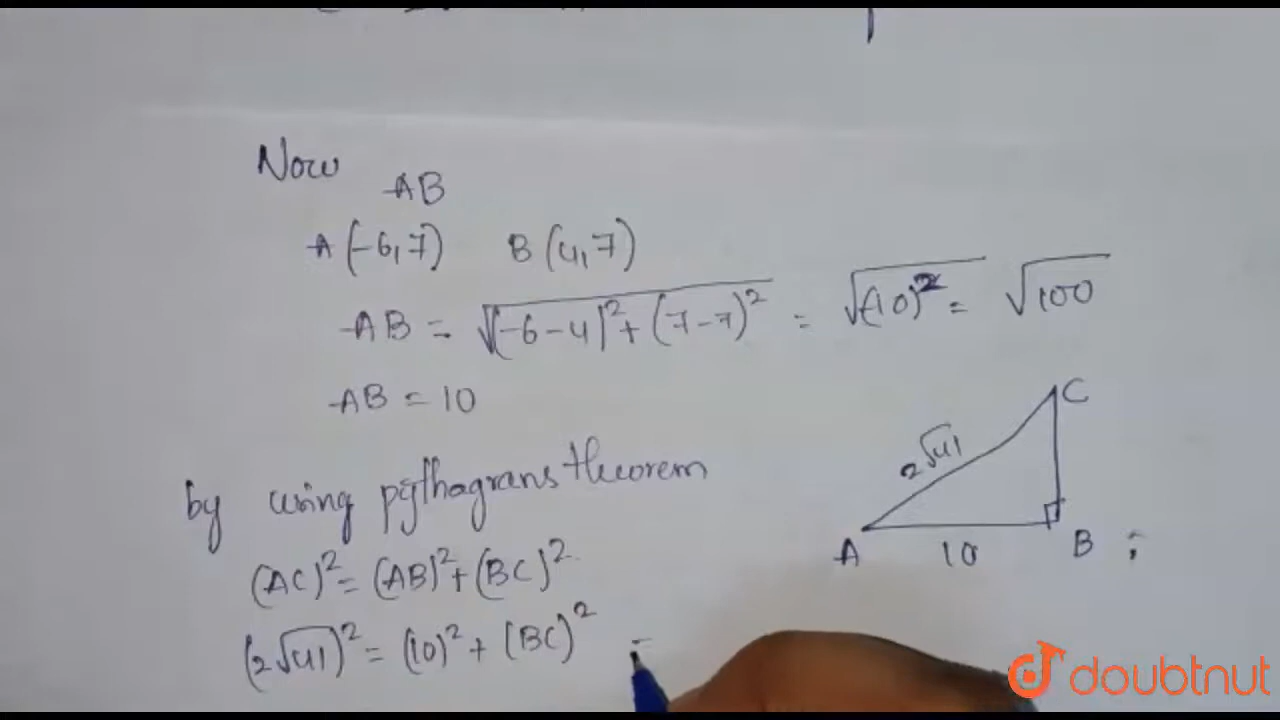 Now
AB
A (-6,7) B (4,7)
AB = √(-6-4)²+(7-7)² = √(-10)² = √100
AB = 10
by using pythagrans theorem
(AC)² = (AB)² + (BC)²
(2√41)² = (10)² + (BC)² =
C
2√41
A 10 B ;
doubtnut